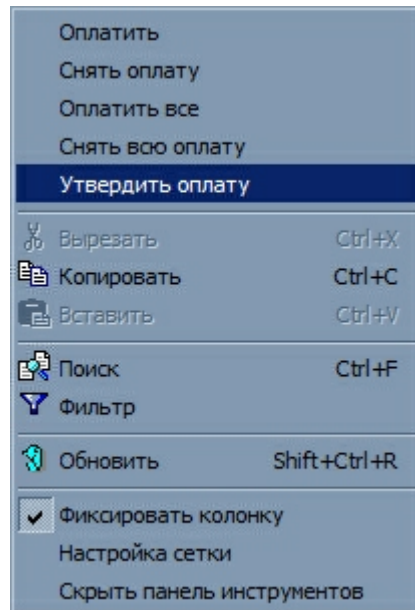 Оплатить
Снять оплату
Оплатить все
Снять всю оплату
Утвердить оплату
Вырезать Ctrl+X
Копировать Ctrl+C
Вставить Ctrl+V
Поиск Ctrl+F
Фильтр
Обновить Shift+Ctrl+R
Фиксировать колонку
Настройка сетки
Скрыть панель инструментов